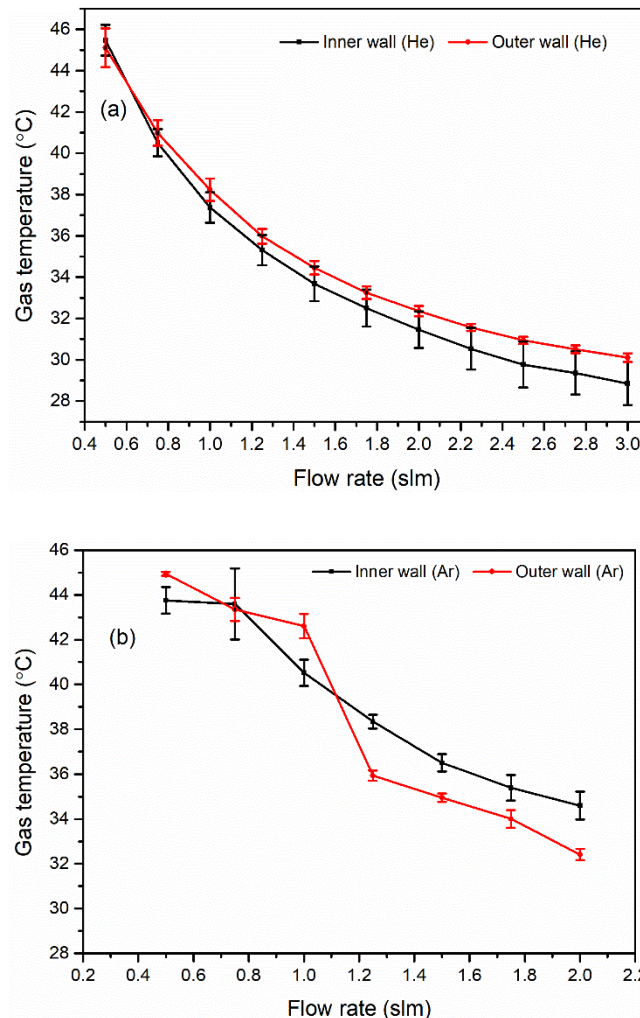 46
44
42
40
38
36
34
32
30
28
Gas temperature (°C)
Inner wall (He) Outer wall (He)
(a)
0.4 0.6 0.8 1.0 1.2 1.4 1.6 1.8 2.0 2.2 2.4 2.6 2.8 3.0
Flow rate (slm)
46
44
42
40
38
36
34
32
30
28
Gas temperature (°C)
Inner wall (Ar) Outer wall (Ar)
(b)
0.2 0.4 0.6 0.8 1.0 1.2 1.4 1.6 1.8 2.0 2.2
Flow rate (slm)